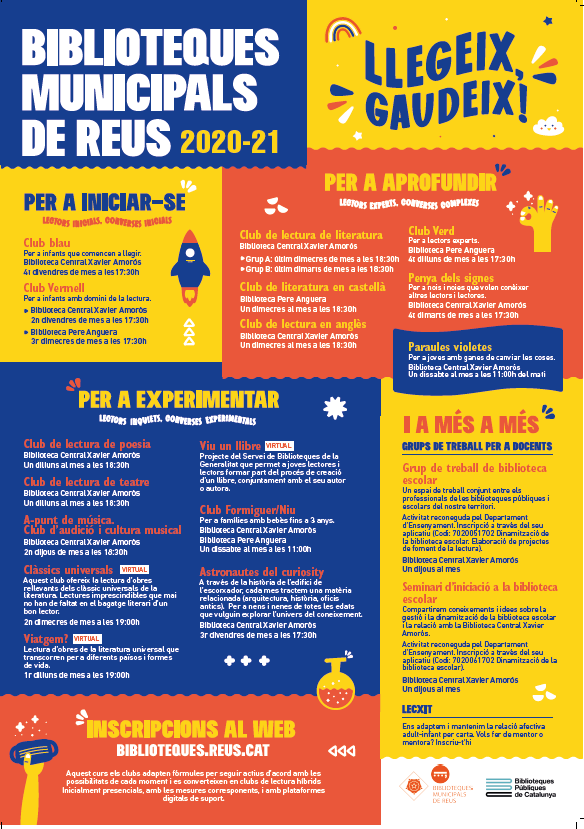 BIBLIOTEQUES
MUNICIPALS
DE REUS 2020-21
LLEGEIX,
GAUDEIX!
PER A INICIAR-SE
LECTORS INICIALS, CONVERSES INICIALS
Club blau
Per a infants que comencen a llegir.
Biblioteca Central Xavier Amorós
4t divendres de mes a les 17:30h
Club Vermell
Per a infants amb domini de la lectura.
Biblioteca Central Xavier Amorós
2n divendres de mes a les 17:30h
Biblioteca Pere Anguera
3r dimecres de mes a les 17:30h
PER A APROFUNDIR
LECTORS EXPERTS, CONVERSES COMPLEXES
Club de lectura de literatura
Biblioteca Central Xavier Amorós
Grup A: últim dimecres de mes a les 18:30h
Grup B: últim dimarts de mes a les 18:30h
Club de literatura en castellà
Biblioteca Pere Anguera
Un dimecres al mes a les 18:30h
Club de lectura en anglès
Biblioteca Central Xavier Amorós
Un dimecres al mes a les 18:30h
Club Verd
Per a lectors experts.
Biblioteca Pere Anguera
4t dilluns de mes a les 17:30h
Penya dels signes
Per a nois i noies que volen conèixer
altres lectors i lectores.
Biblioteca Central Xavier Amorós
4t dimarts de mes a les 17:30h
Paraules violetes
Per a joves amb ganes de canviar les coses.
Biblioteca Central Xavier Amorós
Un dissabte al mes a les 11:00h del matí
PER A EXPERIMENTAR
LECTORS INQUIETS, CONVERSES EXPERIMENTALS
Club de lectura de poesia
Biblioteca Central Xavier Amorós
Un dilluns al mes a les 18:30h
Club de lectura de teatre
Biblioteca Central Xavier Amorós
Un dilluns al mes a les 18:30h
A-punt de música.
Club d'audició i cultura musical
Biblioteca Central Xavier Amorós
2n dijous de mes a les 18:30h
Clàssics universals VIRTUAL
Aquest club ofereix la lectura d'obres
rellevants dels clàssic universals de la
literatura. Lectures imprescindibles que mai
no han de faltat en el bagatge literari d'un
bon lector.
2n dimecres de mes a les 19:00h
Viatgem? VIRTUAL
Lectura d'obres de la literatura universal que
transcorren per a diferents països i formes
de vida.
1r dilluns de mes a les 19:00h
Viu un llibre VIRTUAL
Projecte del Servei de Biblioteques de la
Generalitat que permet a joves lectors i
lectors formar part del procés de creació
d'un llibre, conjuntament amb el seu autor
o autora.
Club Formiguer/Niu
Per a famílies amb bebès fins a 3 anys.
Biblioteca Central Xavier Amorós
Biblioteca Pere Anguera
Un dissabte al mes a les 11:00h
Astronautes del curiosity
A través de la història de l'edifici de
l'escorxador, cada mes tractem una matèria
relacionada (arquitectura, història, oficis
antics). Per a nens i nenes de totes les edats
que vulguin explorar l'univers del coneixement.
Biblioteca Central Xavier Amorós
3r divendres de mes a les 17:30h
I A MÉS A MÉS
GRUPS DE TREBALL PER A DOCENTS
Grup de treball de biblioteca
escolar
Un espai de treball conjunt entre els
professionals de les biblioteques públiques i
escolars del nostre territori.
Activitat reconeguda pel Departament
d'Ensenyament. Inscripció a través del seu
aplicatiu (Codi: 7020061702 Dinamització de
la biblioteca escolar. Elaboració de projectes
de foment de la lectura).
Biblioteca Central Xavier Amorós
Un dijous al mes
Seminari d'iniciació a la biblioteca
escolar
Compartirem coneixements i idees sobre la
gestió i la dinamització de la biblioteca escolar
i la relació amb la Biblioteca Central Xavier
Amorós.
Activitat reconeguda pel Departament
d'Ensenyament. Inscripció a través del seu
aplicatiu (Codi: 7020061702 Dinamització de la
biblioteca escolar).
Biblioteca Central Xavier Amorós
Un dijous al mes
LECXIT
Ens adaptem i mantenim la relació afectiva
adult-infant per carta. Vols fer de mentor o
mentora? Inscriu-t'hi
INSCRIPCIONS AL WEB
BIBLIOTEQUES.REUS.CAT
Aquest curs els clubs adapten fórmules per seguir actius d'acord amb les
possibilitats de cada moment i es converteixen en clubs de lectura híbrids
Inicialment presencials, amb les mesures corresponents, i amb plataformes
digitals de suport.
BIBLIOTEQUES
MUNICIPALS
DE REUS
Biblioteques
Públiques
de Catalunya